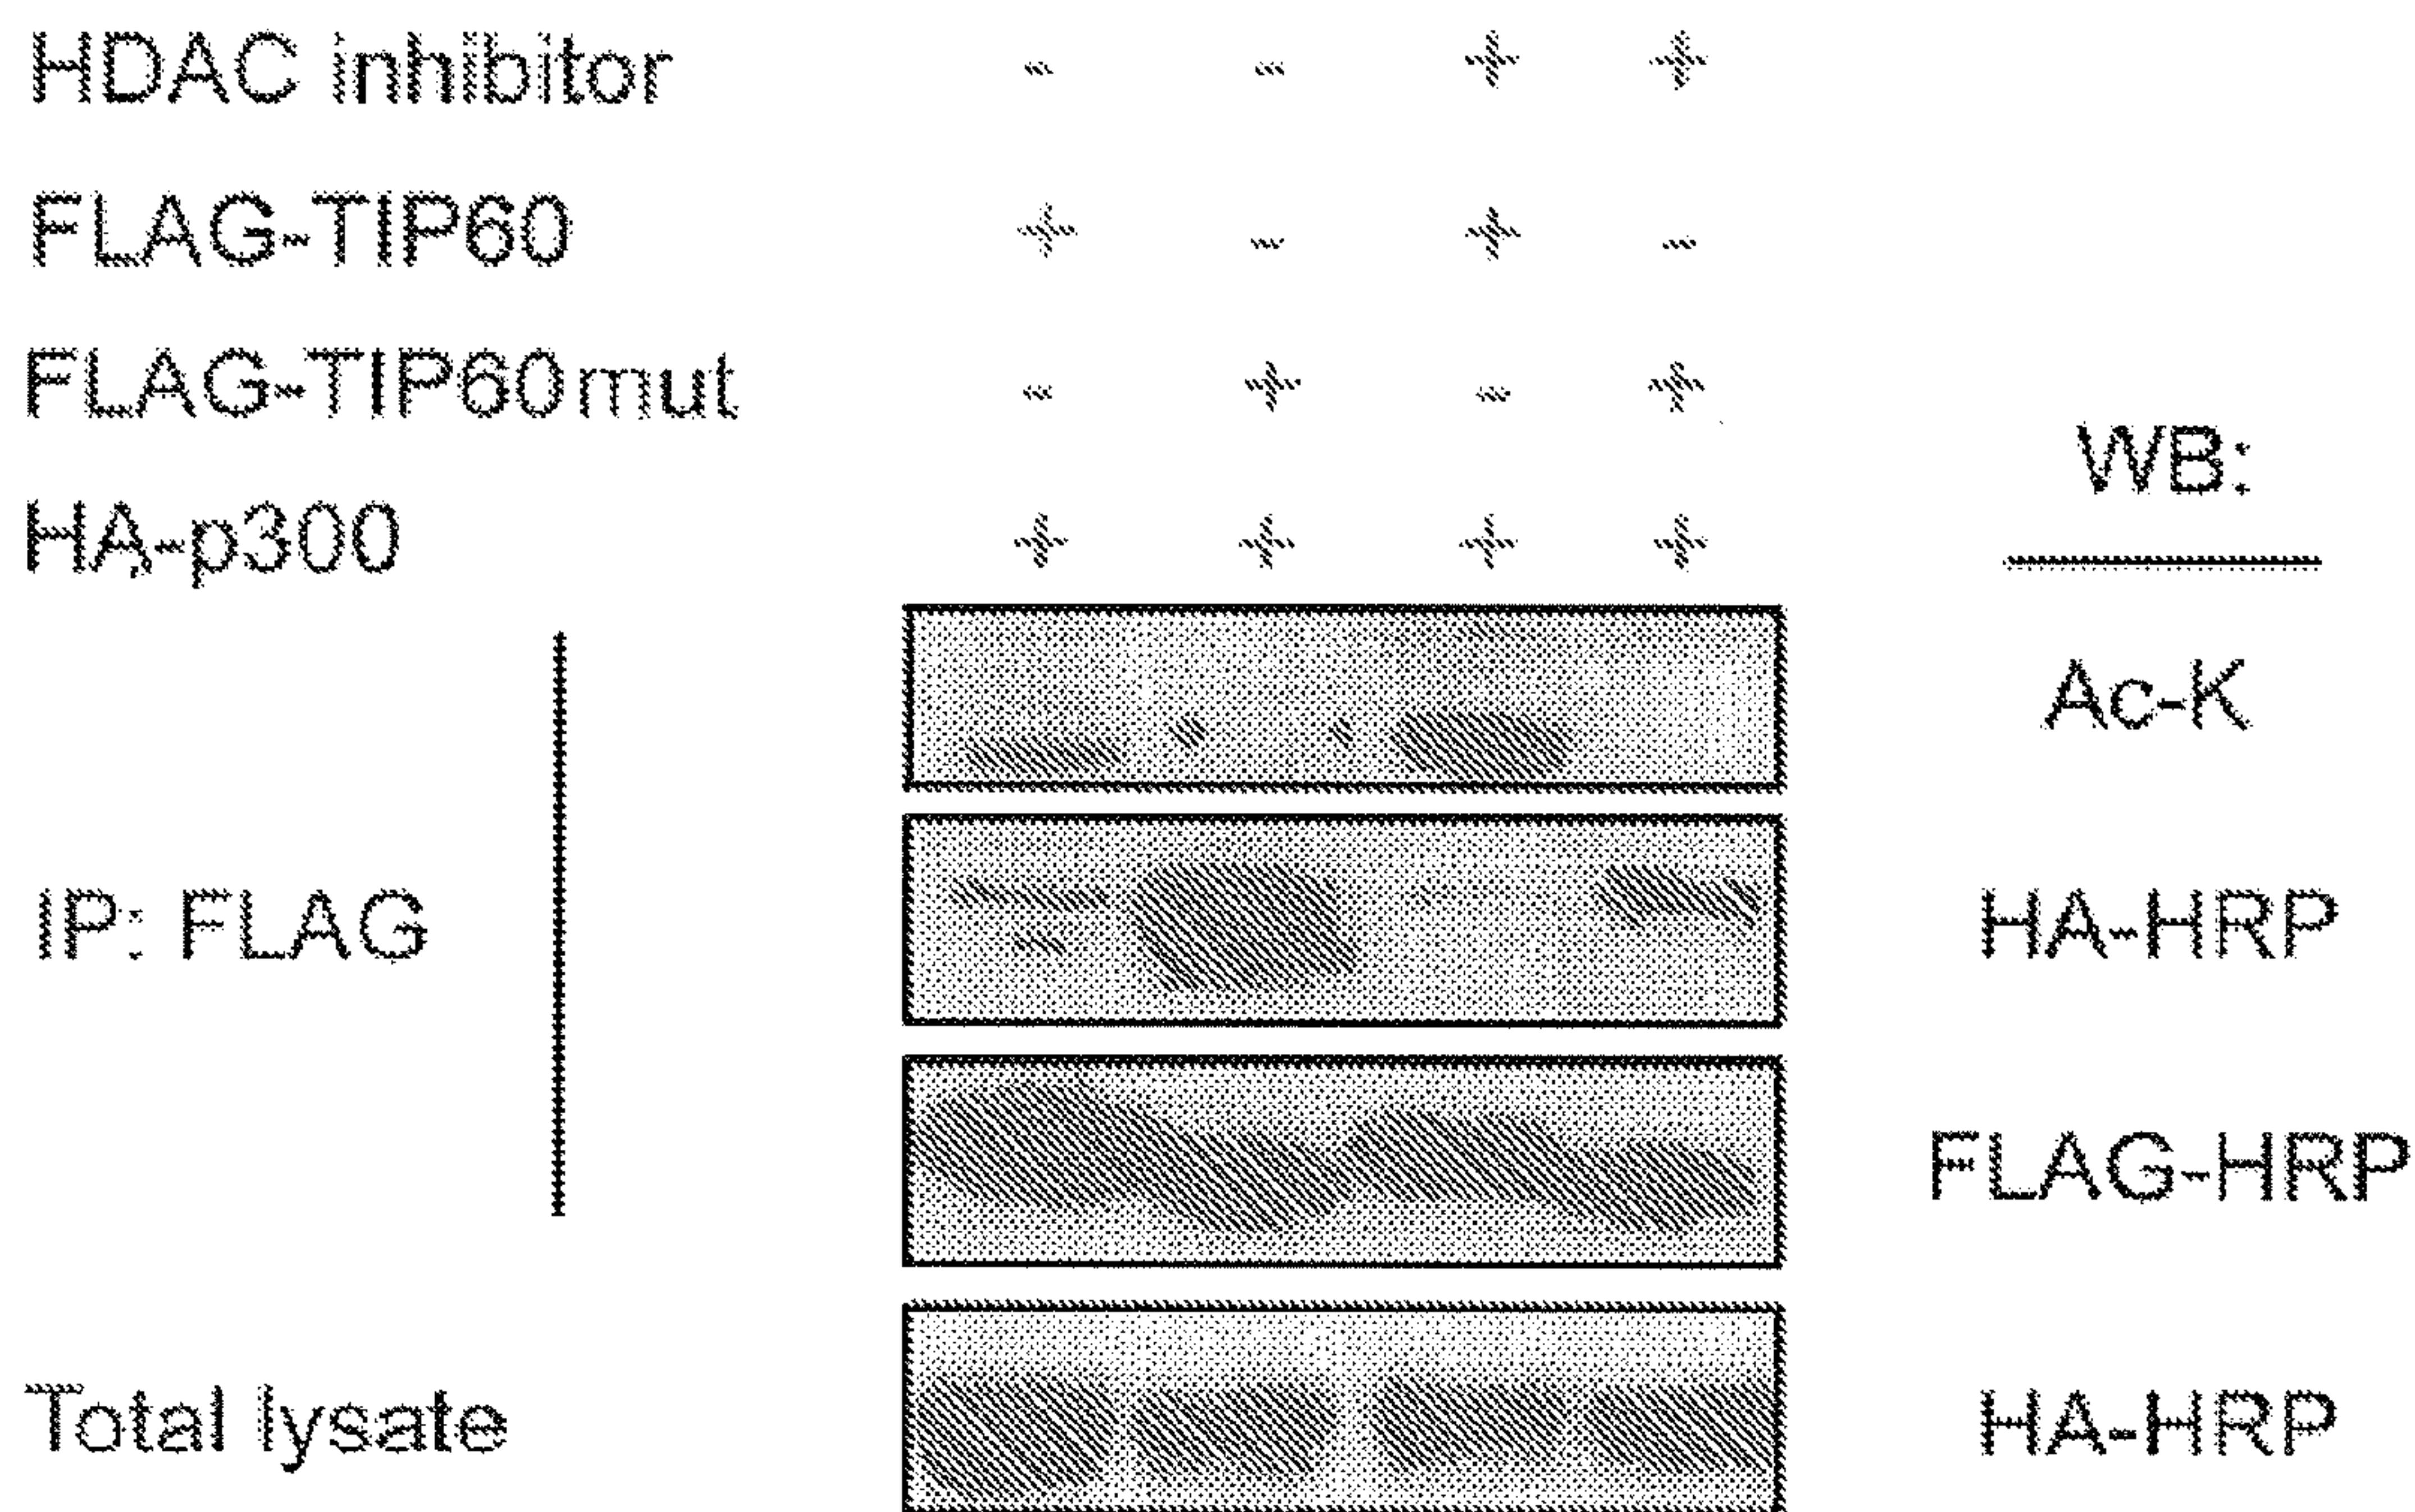 HDAC inhibitor - - + +
FLAG-TIP60 + - + -
FLAG-TIP60mut - + - +
WB:
HA-p300 + + + +
Ac-K
IP: FLAG HA-HRP
FLAG-HRP
Total lysate HA-HRP